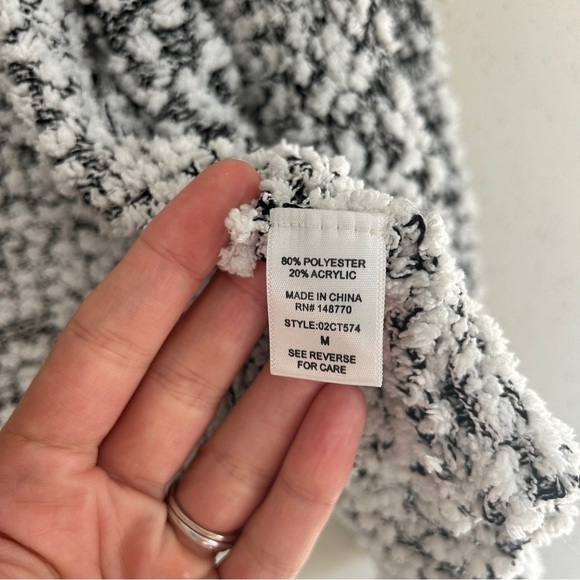 80% POLYESTER
20% ACRYLIC
MADE IN CHINA
RN# 148770
STYLE:02CT574
M
SEE REVERSE
FOR CARE